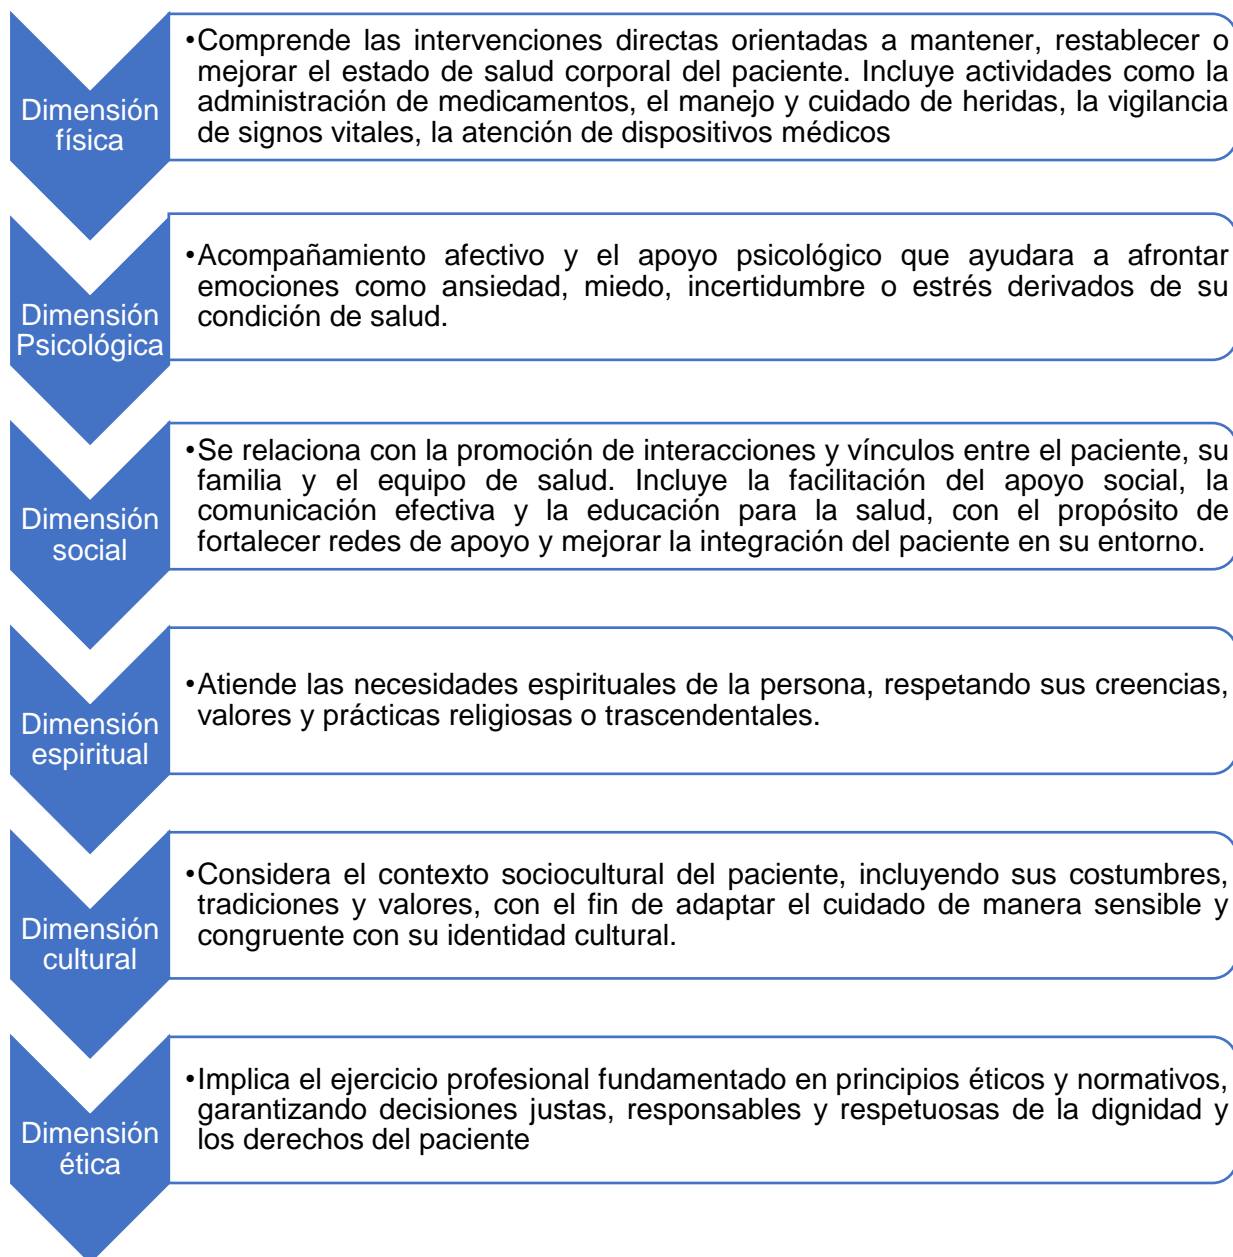 Dimensión
física
•Comprende las intervenciones directas orientadas a mantener, restablecer o
mejorar el estado de salud corporal del paciente. Incluye actividades como la
administración de medicamentos, el manejo y cuidado de heridas, la vigilancia
de signos vitales, la atención de dispositivos médicos
Dimensión
Psicológica
•Acompañamiento afectivo y el apoyo psicológico que ayudara a afrontar
emociones como ansiedad, miedo, incertidumbre o estrés derivados de su
condición de salud.
Dimensión
social
•Se relaciona con la promoción de interacciones y vínculos entre el paciente, su
familia y el equipo de salud. Incluye la facilitación del apoyo social, la
comunicación efectiva y la educación para la salud, con el propósito de
fortalecer redes de apoyo y mejorar la integración del paciente en su entorno.
Dimensión
espiritual
•Atiende las necesidades espirituales de la persona, respetando sus creencias,
valores y prácticas religiosas o trascendentales.
Dimensión
cultural
•Considera el contexto sociocultural del paciente, incluyendo sus costumbres,
tradiciones y valores, con el fin de adaptar el cuidado de manera sensible y
congruente con su identidad cultural.
Dimensión
ética
•Implica el ejercicio profesional fundamentado en principios éticos y normativos,
garantizando decisiones justas, responsables y respetuosas de la dignidad y
los derechos del paciente